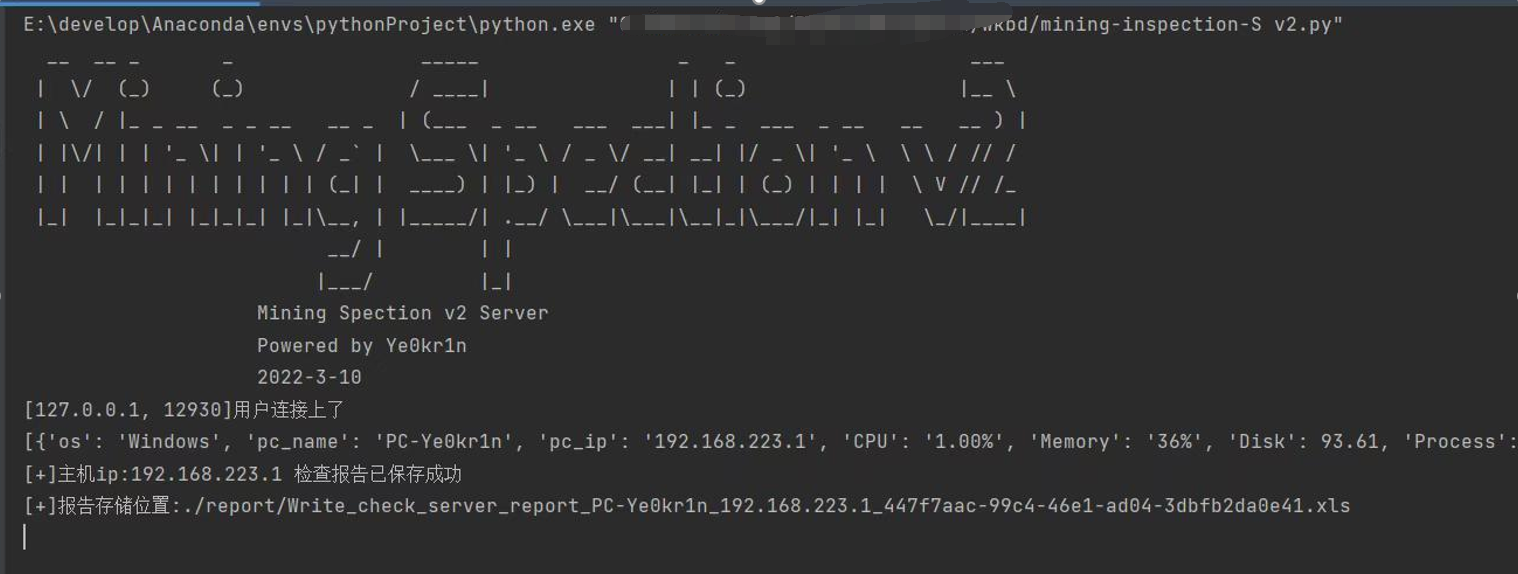 E:\develop\Anaconda\envs\pythonProject\python.exe "G /wkbd/mining-inspection-S v2.py"
Mining Spection v2
Mining Spection v2 Server
Powered by Ye0kr1n
2022-3-10
[127.0.0.1, 12930]用户连接上了
[{'os': 'Windows', 'pc_name': 'PC-Ye0kr1n', 'pc_ip': '192.168.223.1', 'CPU': '1.00%', 'Memory': '36%', 'Disk': 93.61, 'Process':
[+]主机ip:192.168.223.1 检查报告已保存成功
[+]报告存储位置:./report/Write_check_server_report_PC-Ye0kr1n_192.168.223.1_447f7aac-99c4-46e1-ad04-3dbfb2da0e41.xls